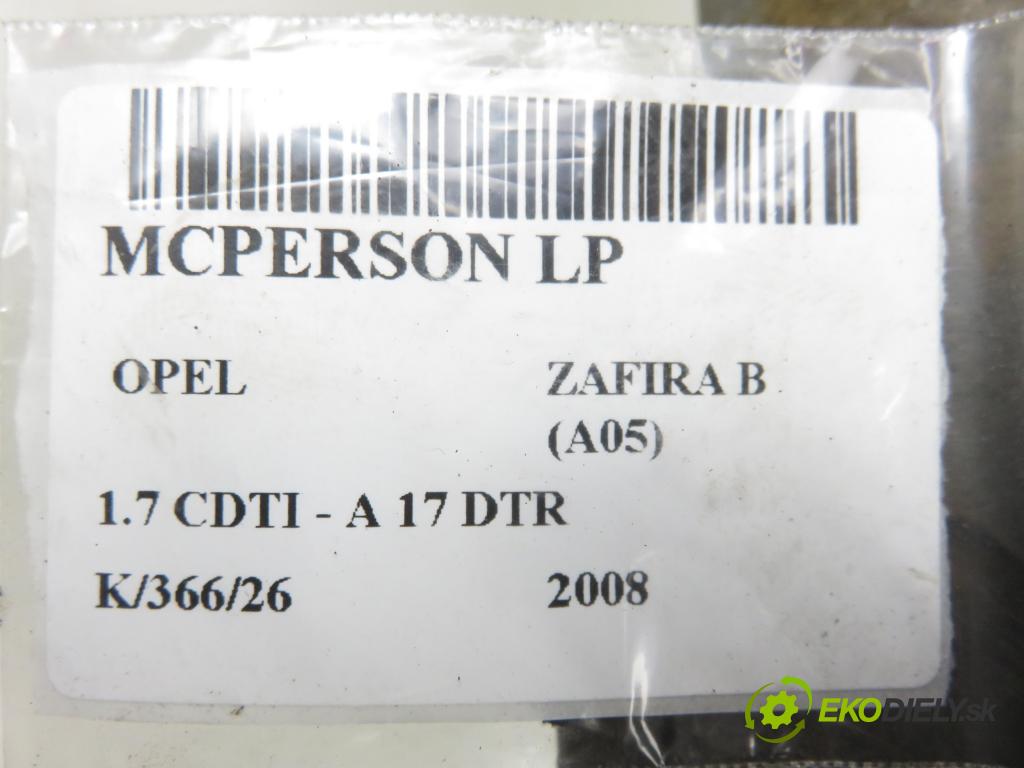 MCPERSON LP
OPEL ZAFIRA B
(A05)
1.7 CDTI - A 17 DTR
K/366/26 2008
EKODIELY.sk